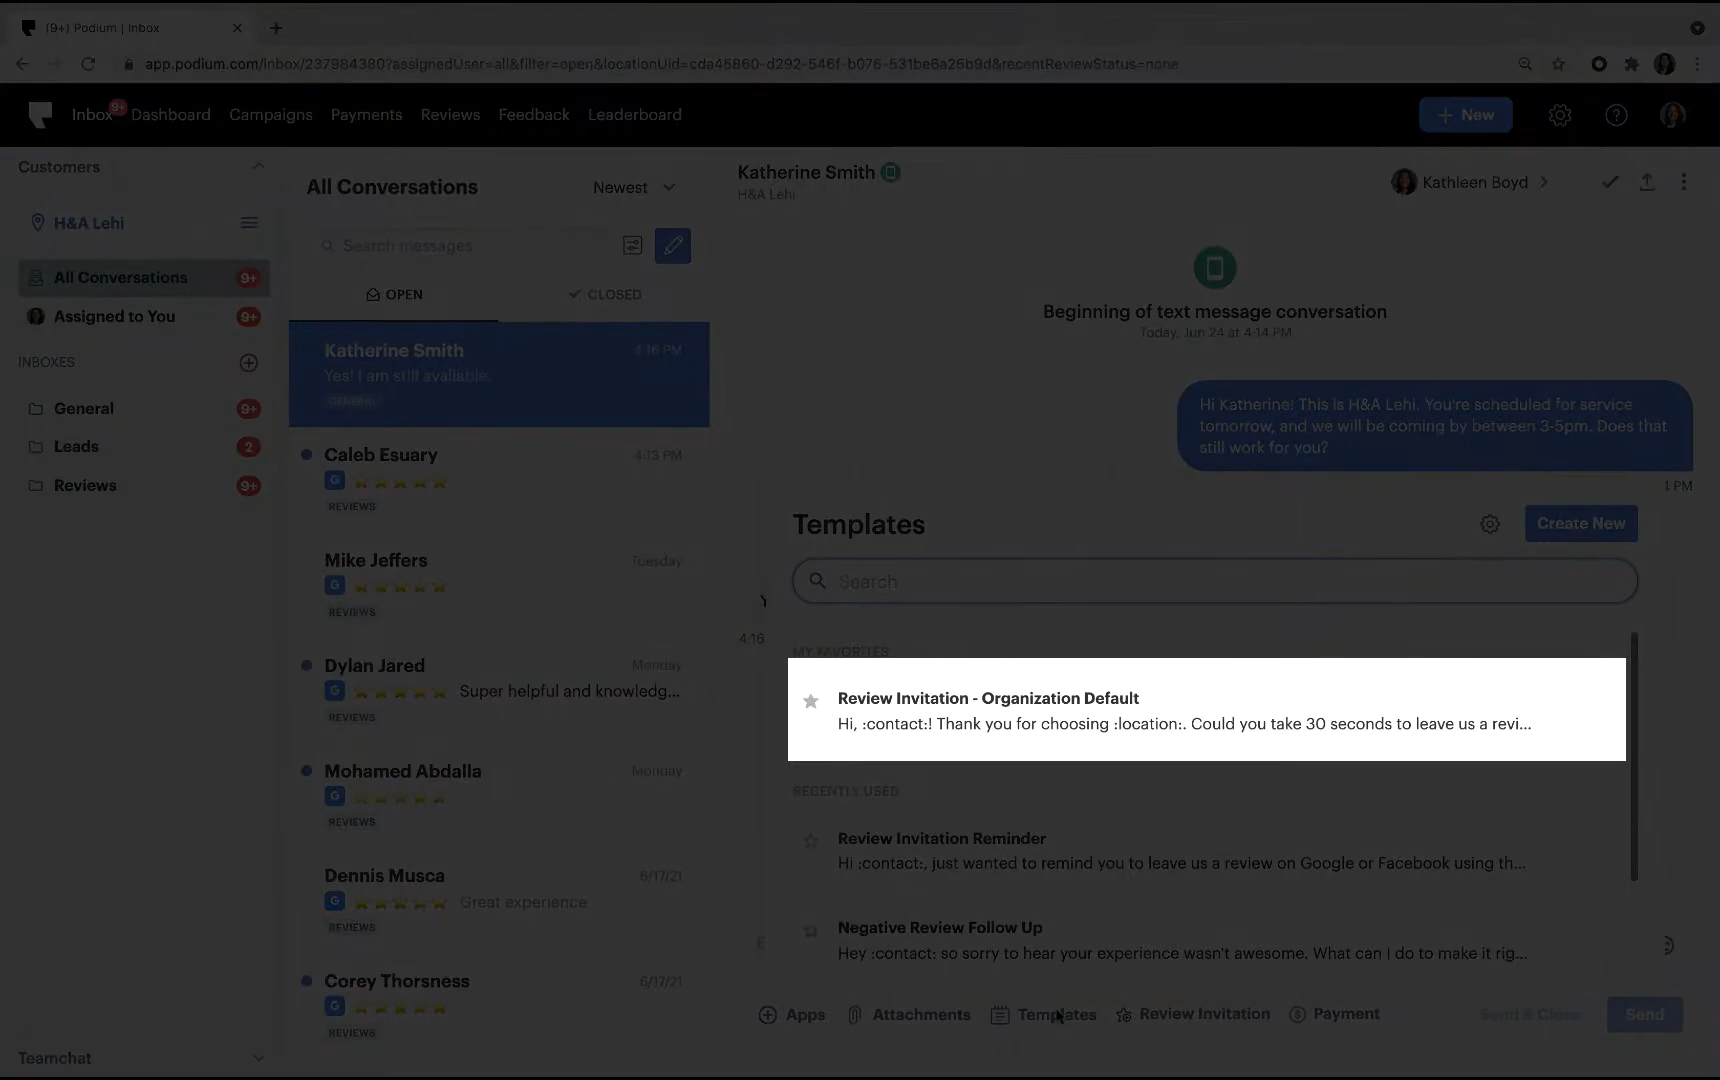 (9+) Podium | Inbox
app.podium.com/inbox/237984380?assignedUser=all&filter=open&locationUid=cda45860-d292-546f-b076-531be6a25b9d&recentReviewStatus=none
Inbox 9+ Dashboard Campaigns Payments Reviews Feedback Leaderboard
+ New
Customers
H&A Lehi
All Conversations 9+
Assigned to You 9+
INBOXES
General 9+
Leads 2
Reviews 9+
Teamchat
All Conversations Newest
Search messages
OPEN CLOSED
Katherine Smith 4:16 PM
Yes! I am still available.
GENERAL
Caleb Esuary 4:13 PM
G
REVIEWS
Mike Jeffers Tuesday
G
REVIEWS
Dylan Jared Monday
G Super helpful and knowledg...
REVIEWS
Mohamed Abdalla Monday
G
REVIEWS
Dennis Musca 6/17/21
G Great experience
REVIEWS
Corey Thorsness 6/17/21
G
REVIEWS
Katherine Smith
H&A Lehi
Kathleen Boyd
Beginning of text message conversation
Today, Jun 24 at 4:14 PM
Hi Katherine! This is H&A Lehi. You're scheduled for service
tomorrow, and we will be coming by between 3-5pm. Does that
still work for you?
PM
Y
4:16
Templates
Create New
Search
MY FAVORITES
Review Invitation - Organization Default
Hi, :contact:! Thank you for choosing :location:. Could you take 30 seconds to leave us a revi...
RECENTLY USED
Review Invitation Reminder
Hi :contact:, just wanted to remind you to leave us a review on Google or Facebook using th...
Negative Review Follow Up
Hey :contact: so sorry to hear your experience wasn't awesome. What can I do to make it rig...
E
Apps Attachments Templates Review Invitation Payment Send & Close Send